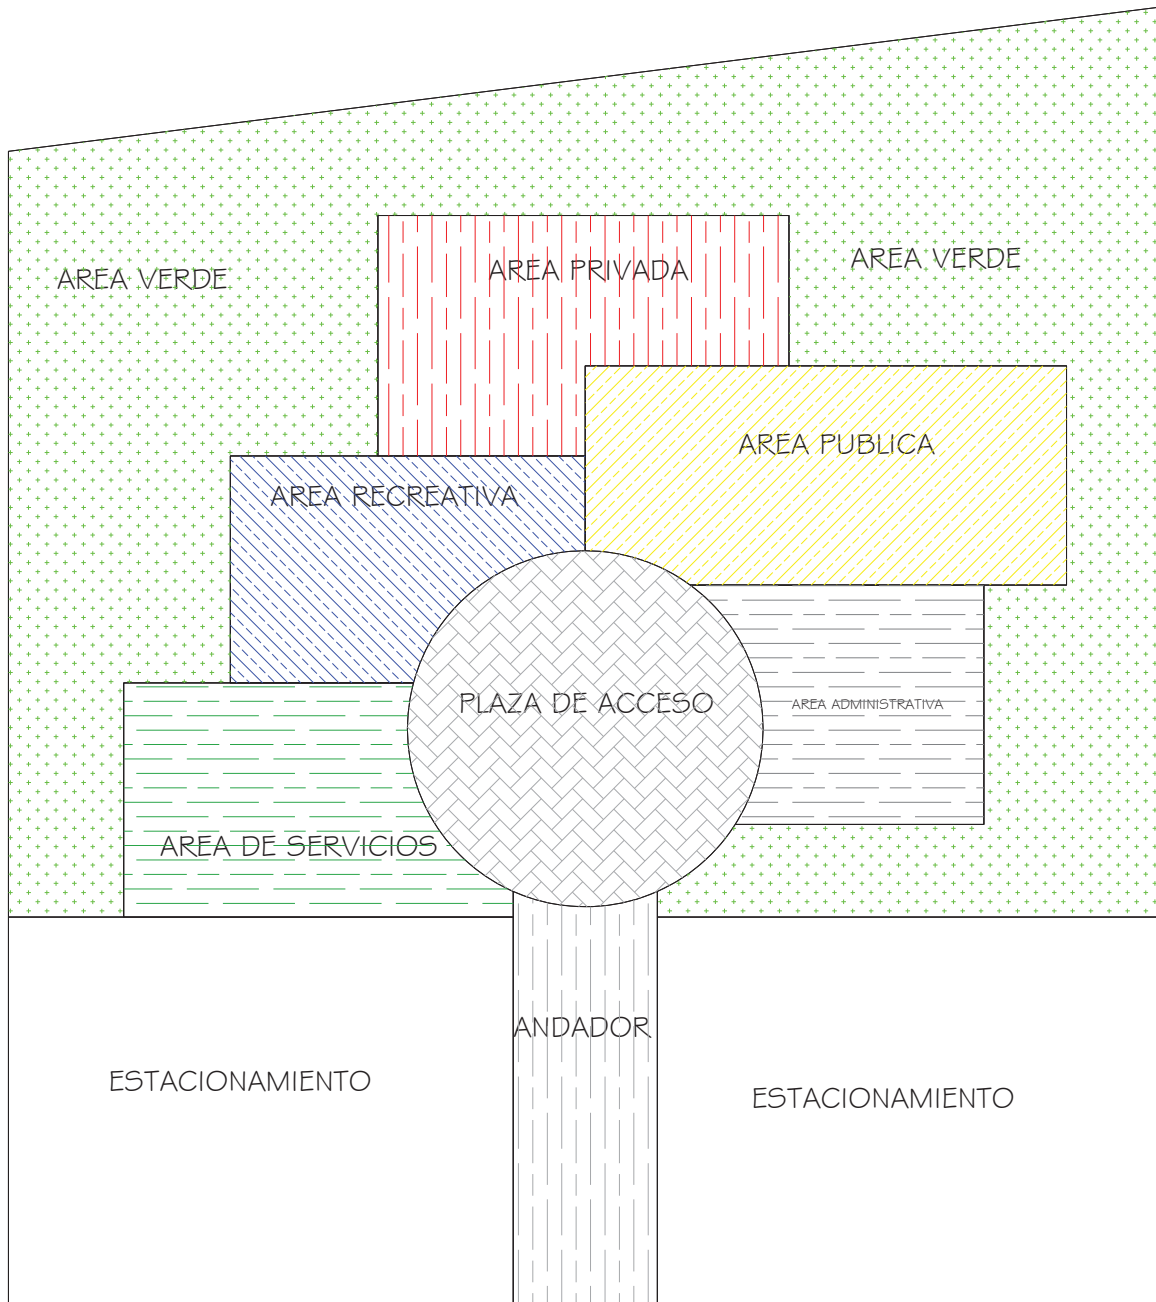 AREA VERDE
AREA PRIVADA
AREA VERDE
AREA PUBLICA
AREA RECREATIVA
PLAZA DE ACCESO
AREA ADMINISTRATIVA
AREA DE SERVICIOS
ANDADOR
ESTACIONAMIENTO
ESTACIONAMIENTO